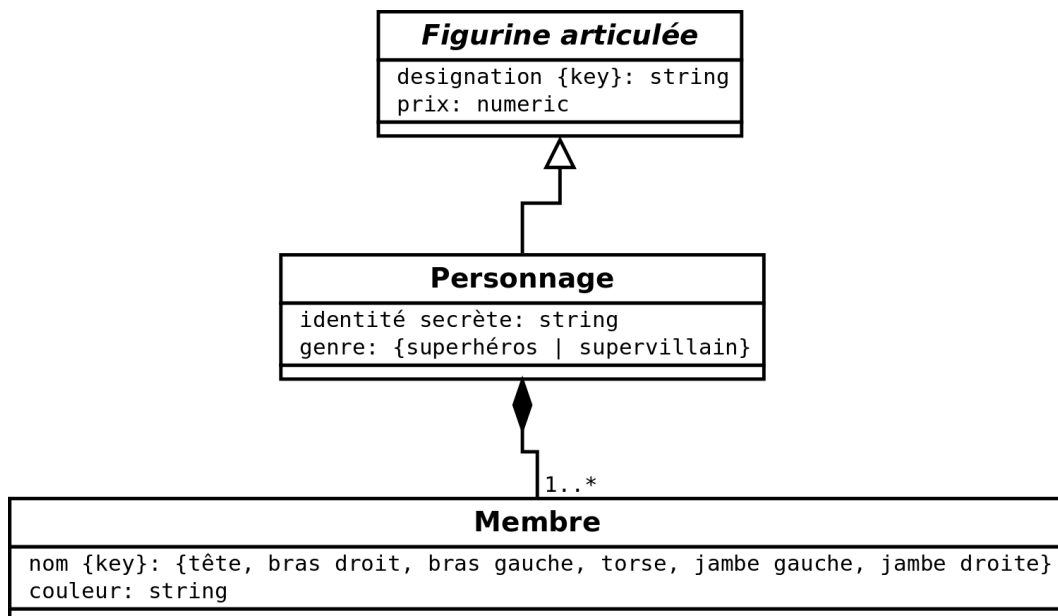 Figurine articulée
designation {key}: string
prix: numeric
Personnage
identité secrète: string
genre: {superhéros | supervillain}
1..*
Membre
nom {key}: {tête, bras droit, bras gauche, torse, jambe gauche, jambe droite}
couleur: string